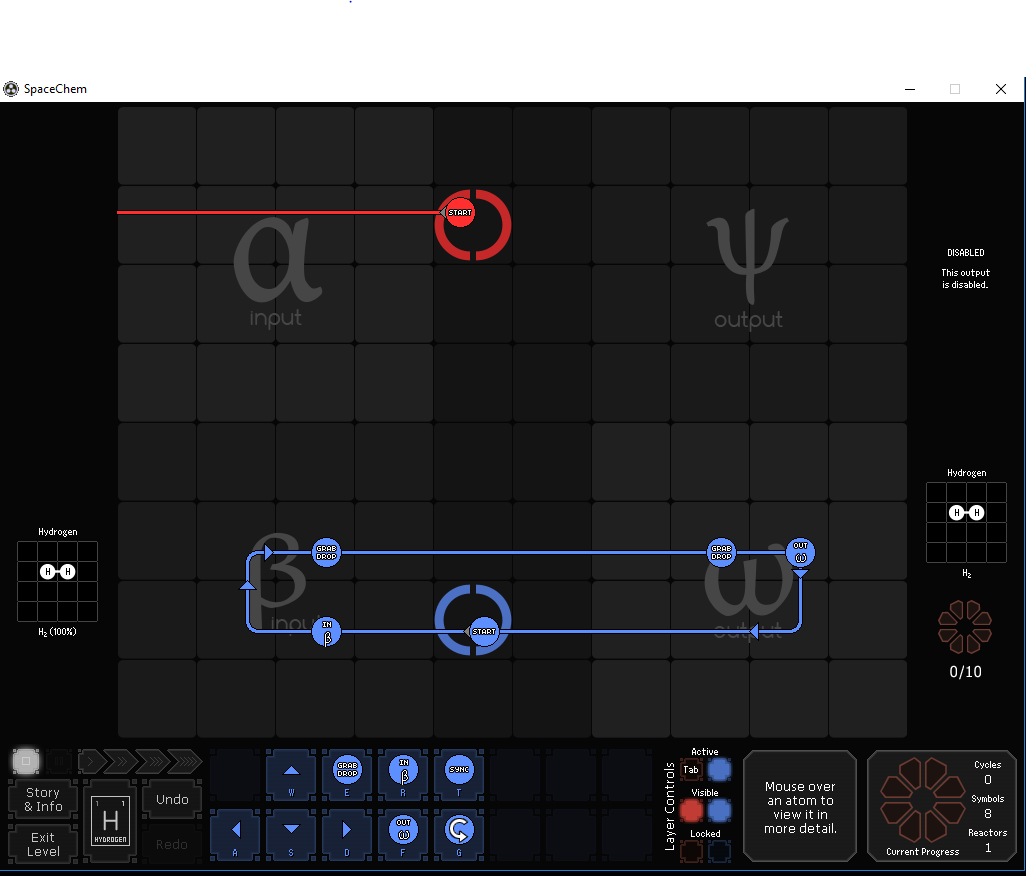 SpaceChem
START
α
input
ψ
output
DISABLED
This output
is disabled.
Hydrogen
H H
H₂
0/10
Hydrogen
H H
H₂ (100%)
GRAB
DROP
GRAB
DROP
OUT
ω
β
input
IN
β
START
ω
output
Story
& Info
Exit
Level
1 1
H
HYDROGEN
Undo
Redo
W
GRAB
DROP
E
IN
β
R
SYNC
T
A
S
D
OUT
ω
F
G
Layer Controls
Active
Tab
Visible
Locked
Mouse over
an atom to
view it in
more detail.
Cycles
0
Symbols
8
Reactors
1
Current Progress